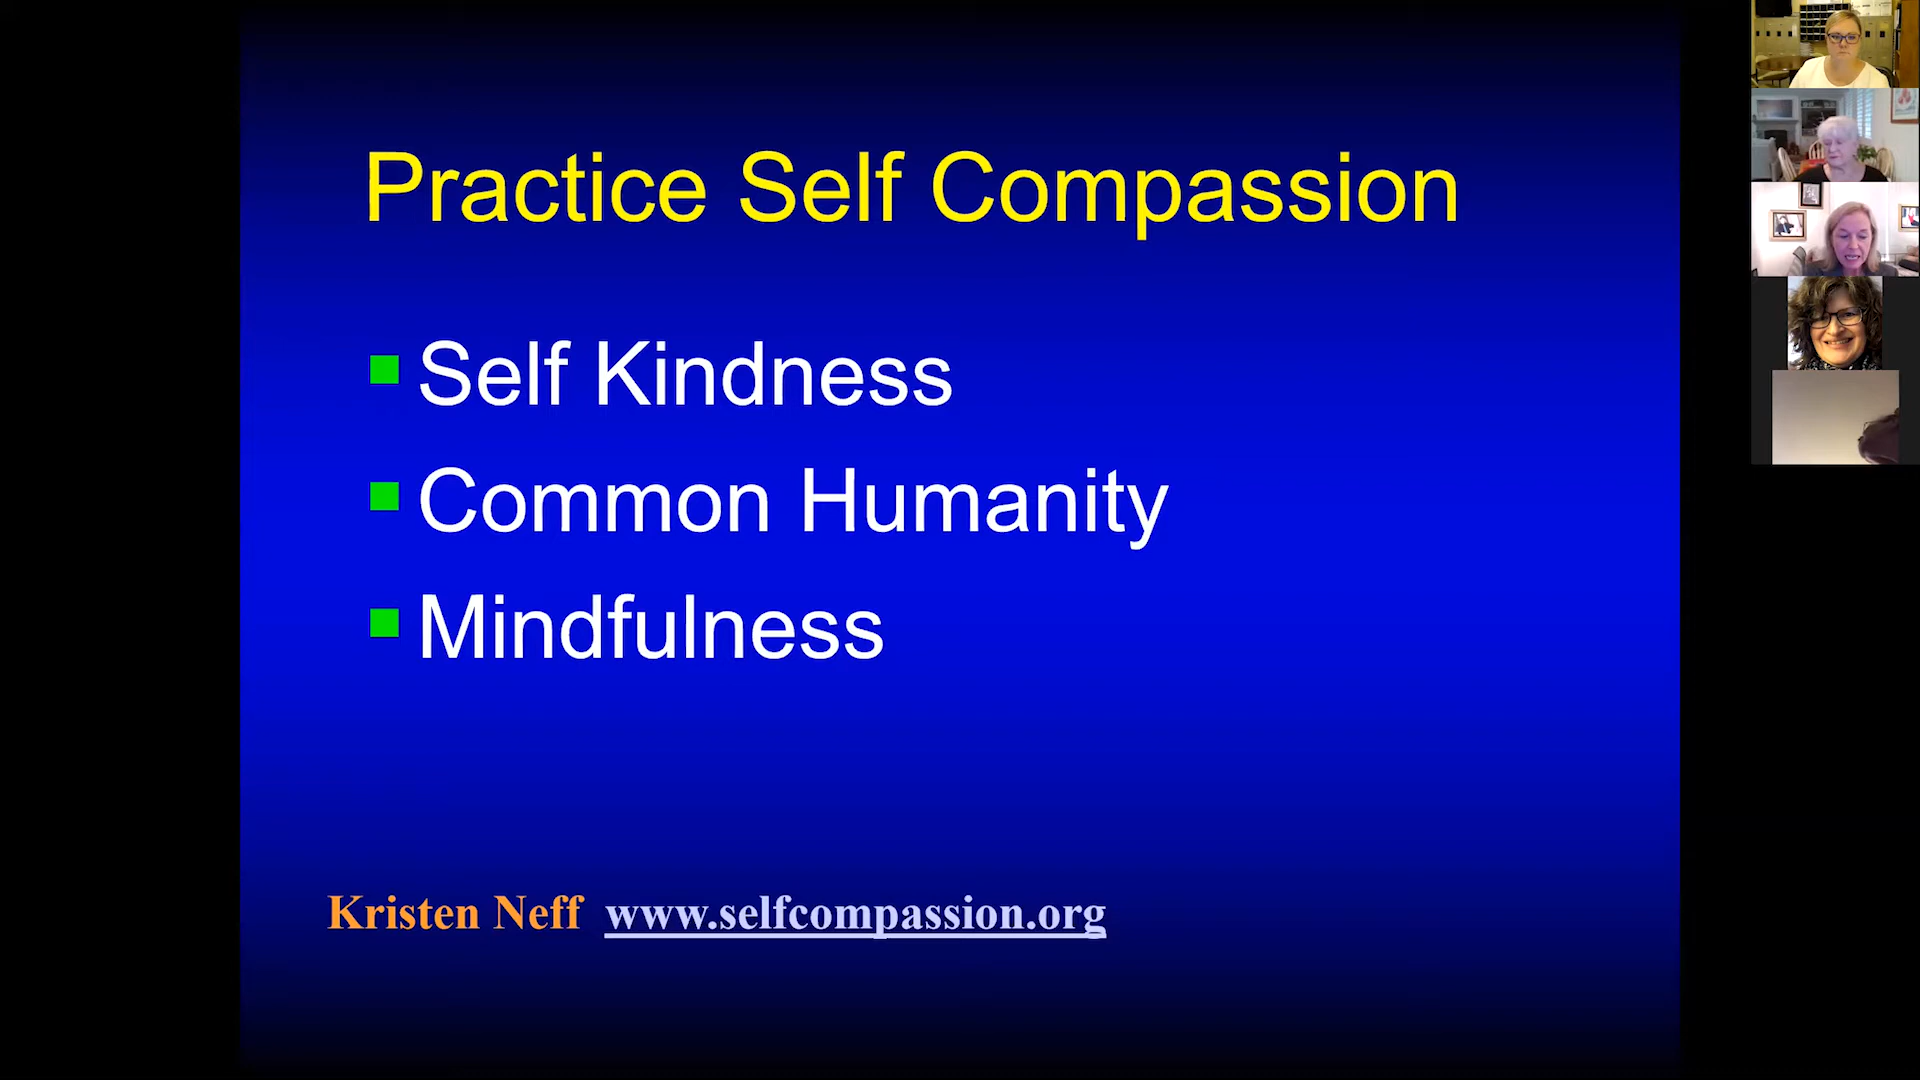 Practice Self Compassion
Self Kindness
Common Humanity
Mindfulness
Kristen Neff www.selfcompassion.org